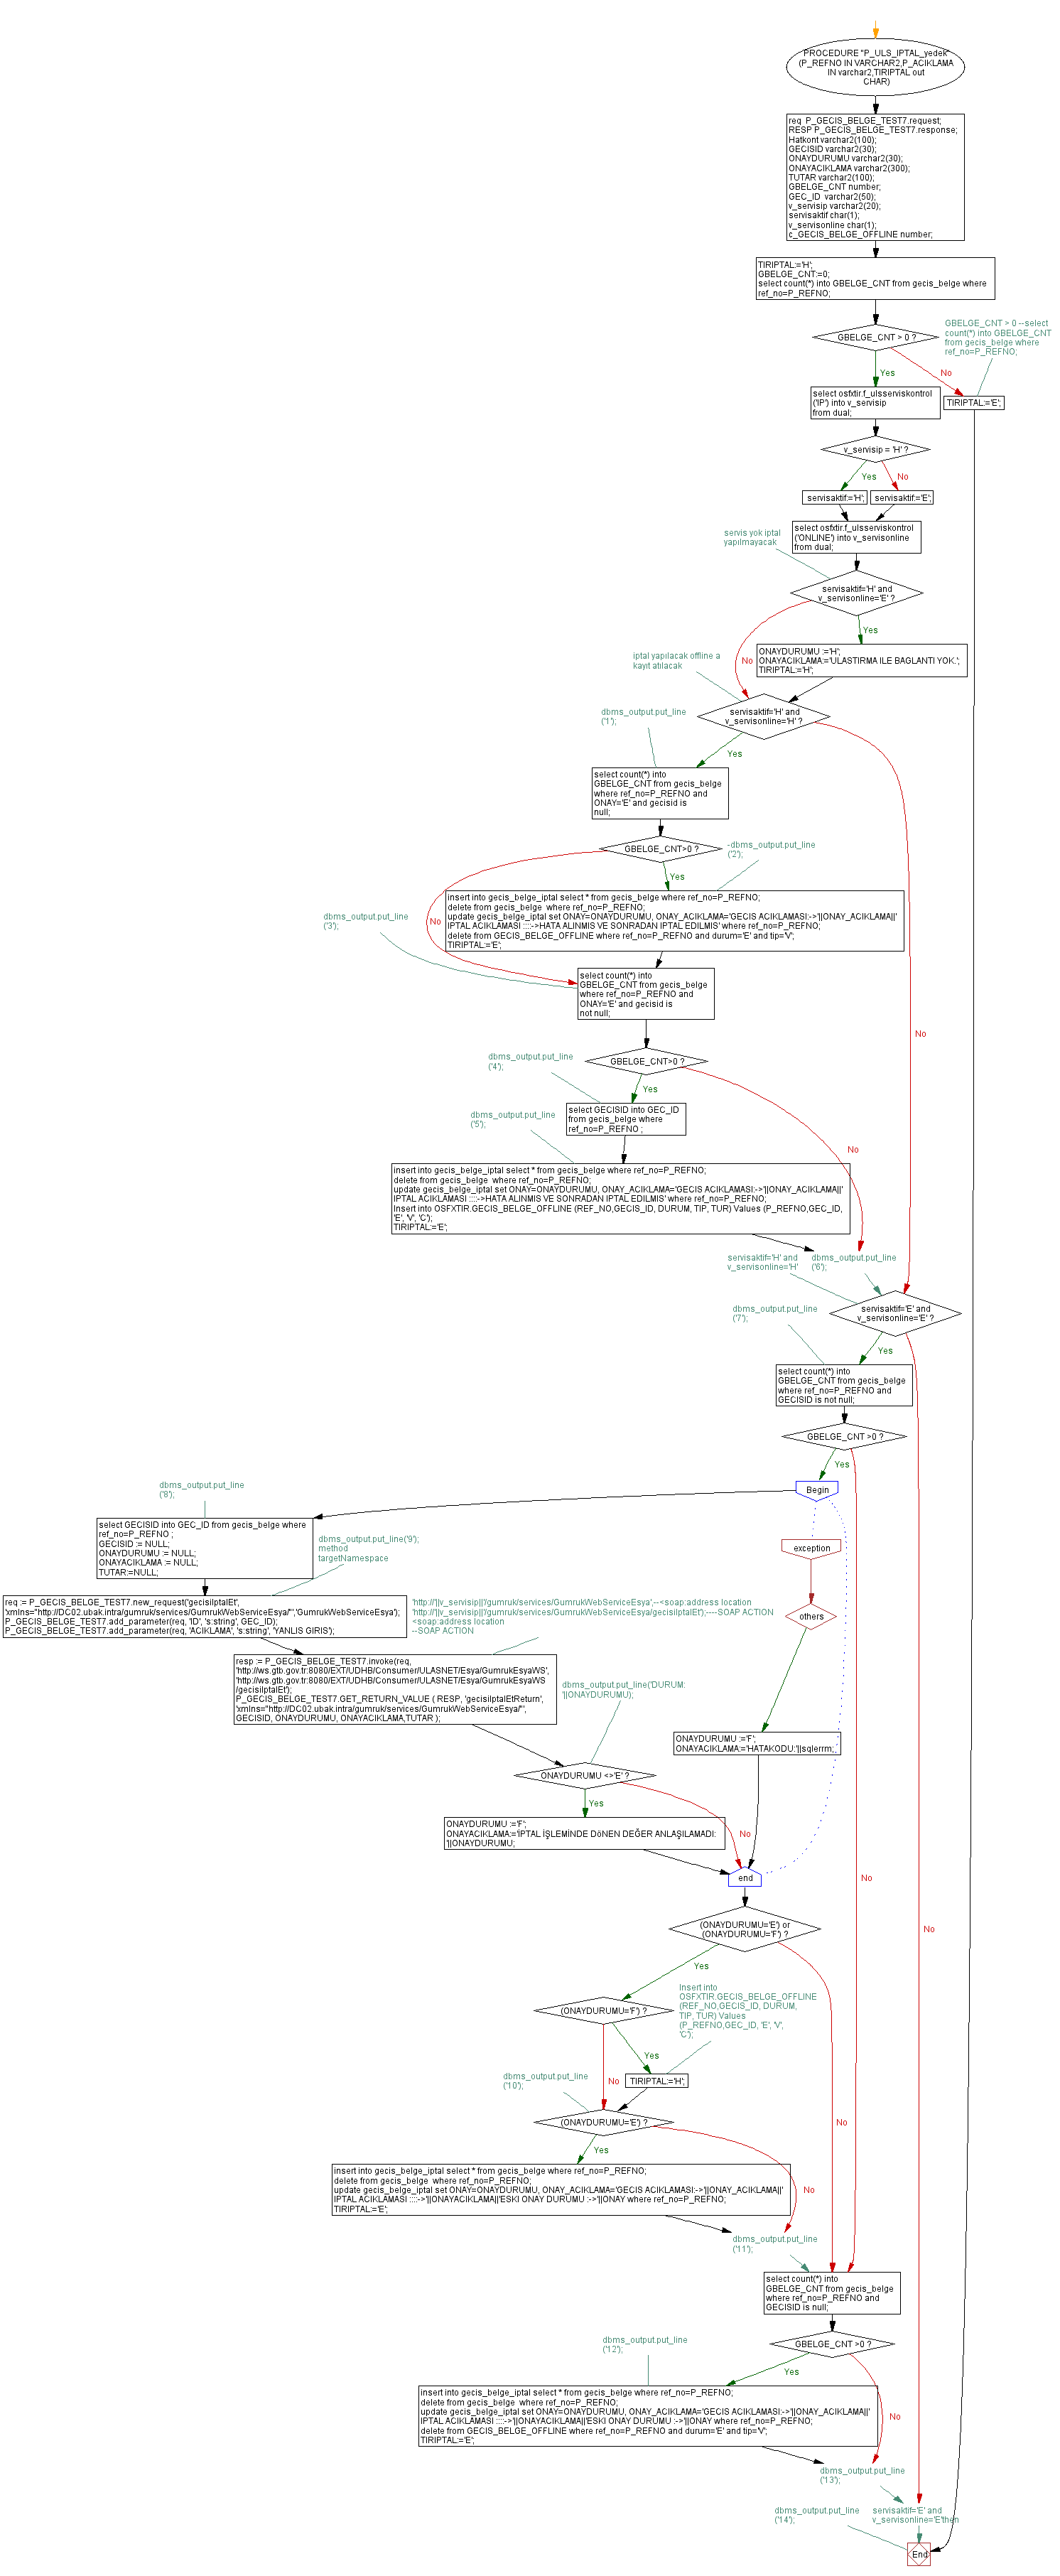 PROCEDURE "P_ULS_IPTAL_yedek"
(P_REFNO IN VARCHAR2,P_ACIKLAMA
IN varchar2,TIRIPTAL out
CHAR)
req  P_GECIS_BELGE_TEST7.request;
RESP P_GECIS_BELGE_TEST7.response;
Hatkont varchar2(100);
GECISID varchar2(30);
ONAYDURUMU varchar2(30);
ONAYACIKLAMA varchar2(300);
TUTAR varchar2(100);
GBELGE_CNT number;
GEC_ID  varchar2(50);
v_servisip varchar2(20);
servisaktif char(1);
v_servisonline char(1);
c_GECIS_BELGE_OFFLINE number;
TIRIPTAL:='H';
GBELGE_CNT:=0;
select count(*) into GBELGE_CNT from gecis_belge where
ref_no=P_REFNO;
GBELGE_CNT > 0 --select
count(*) into GBELGE_CNT
from gecis_belge where
ref_no=P_REFNO;
GBELGE_CNT > 0 ?
Yes
No
TIRIPTAL:='E';
select osfxtir.f_ulsserviskontrol
('IP') into v_servisip
from dual;
v_servisip = 'H' ?
Yes
No
servisaktif:='H';
servisaktif:='E';
select osfxtir.f_ulsserviskontrol
('ONLINE') into v_servisonline
from dual;
servis yok iptal
yapılmayacak
servisaktif='H' and
v_servisonline='E' ?
Yes
No
ONAYDURUMU :='H';
ONAYACIKLAMA:='ULASTIRMA ILE BAGLANTI YOK.';
TIRIPTAL:='H';
iptal yapılacak offline a
kayıt atılacak
servisaktif='H' and
v_servisonline='H' ?
Yes
No
dbms_output.put_line
('1');
select count(*) into
GBELGE_CNT from gecis_belge
where ref_no=P_REFNO and
ONAY='E' and gecisid is
null;
GBELGE_CNT>0 ?
Yes
No
-dbms_output.put_line
('2');
insert into gecis_belge_iptal select * from gecis_belge where ref_no=P_REFNO;
delete from gecis_belge  where ref_no=P_REFNO;
update gecis_belge_iptal set ONAY=ONAYDURUMU, ONAY_ACIKLAMA='GECIS ACIKLAMASI:->'||ONAY_ACIKLAMA||'
IPTAL ACIKLAMASI ::::->HATA ALINMIS VE SONRADAN IPTAL EDILMIS' where ref_no=P_REFNO;
delete from GECIS_BELGE_OFFLINE where ref_no=P_REFNO and durum='E' and tip='V';
TIRIPTAL:='E';
dbms_output.put_line
('3');
select count(*) into
GBELGE_CNT from gecis_belge
where ref_no=P_REFNO and
ONAY='E' and gecisid is
not null;
GBELGE_CNT>0 ?
Yes
No
dbms_output.put_line
('4');
select GECISID into GEC_ID
from gecis_belge where
ref_no=P_REFNO ;
dbms_output.put_line
('5');
insert into gecis_belge_iptal select * from gecis_belge where ref_no=P_REFNO;
delete from gecis_belge  where ref_no=P_REFNO;
update gecis_belge_iptal set ONAY=ONAYDURUMU, ONAY_ACIKLAMA='GECIS ACIKLAMASI:->'||ONAY_ACIKLAMA||'
IPTAL ACIKLAMASI ::::->HATA ALINMIS VE SONRADAN IPTAL EDILMIS' where ref_no=P_REFNO;
Insert into OSFXTIR.GECIS_BELGE_OFFLINE (REF_NO,GECIS_ID, DURUM, TIP, TUR) Values (P_REFNO,GEC_ID,
'E', 'V', 'C');
TIRIPTAL:='E';
servisaktif='H' and
v_servisonline='H'
dbms_output.put_line
('6');
servisaktif='E' and
v_servisonline='E' ?
Yes
No
dbms_output.put_line
('7');
select count(*) into
GBELGE_CNT from gecis_belge
where ref_no=P_REFNO and
GECISID is not null;
GBELGE_CNT >0 ?
Yes
No
Begin
exception
others
dbms_output.put_line
('8');
select GECISID into GEC_ID from gecis_belge where
ref_no=P_REFNO ;
GECISID := NULL;
ONAYDURUMU := NULL;
ONAYACIKLAMA := NULL;
TUTAR:=NULL;
dbms_output.put_line('9');
method
targetNamespace
req := P_GECIS_BELGE_TEST7.new_request('gecisiIptalEt',
'xmlns="http://DC02.ubak.intra/gumruk/services/GumrukWebServiceEsya/"','GumrukWebServiceEsya');
P_GECIS_BELGE_TEST7.add_parameter(req, 'ID', 's:string', GEC_ID);
P_GECIS_BELGE_TEST7.add_parameter(req, 'ACIKLAMA', 's:string', 'YANLIS GIRIS');
'http://'||v_servisip||'/gumruk/services/GumrukWebServiceEsya',--<soap:address location
'http://'||v_servisip||'/gumruk/services/GumrukWebServiceEsya/gecisiIptalEt');----SOAP ACTION
<soap:address location
--SOAP ACTION
resp := P_GECIS_BELGE_TEST7.invoke(req,
'http://ws.gtb.gov.tr:8080/EXT/UDHB/Consumer/ULASNET/Esya/GumrukEsyaWS',
'http://ws.gtb.gov.tr:8080/EXT/UDHB/Consumer/ULASNET/Esya/GumrukEsyaWS
/gecisiIptalEt');
P_GECIS_BELGE_TEST7.GET_RETURN_VALUE ( RESP, 'gecisiIptalEtReturn',
'xmlns="http://DC02.ubak.intra/gumruk/services/GumrukWebServiceEsya/"',
GECISID, ONAYDURUMU, ONAYACIKLAMA,TUTAR );
dbms_output.put_line('DURUM:
'||ONAYDURUMU);
ONAYDURUMU <>'E' ?
Yes
No
ONAYDURUMU :='F';
ONAYACIKLAMA:='HATAKODU:'||sqlerrm;
ONAYDURUMU :='F';
ONAYACIKLAMA:='İPTAL İŞLEMİNDE DöNEN DEĞER ANLAŞILAMADI:
'||ONAYDURUMU;
end
(ONAYDURUMU='E') or
(ONAYDURUMU='F') ?
Yes
No
(ONAYDURUMU='F') ?
Yes
No
Insert into
OSFXTIR.GECIS_BELGE_OFFLINE
(REF_NO,GECIS_ID, DURUM,
TIP, TUR) Values
(P_REFNO,GEC_ID, 'E', 'V',
'C');
TIRIPTAL:='H';
dbms_output.put_line
('10');
(ONAYDURUMU='E') ?
Yes
No
insert into gecis_belge_iptal select * from gecis_belge where ref_no=P_REFNO;
delete from gecis_belge  where ref_no=P_REFNO;
update gecis_belge_iptal set ONAY=ONAYDURUMU, ONAY_ACIKLAMA='GECIS ACIKLAMASI:->'||ONAY_ACIKLAMA||'
IPTAL ACIKLAMASI ::::->'||ONAYACIKLAMA||'ESKI ONAY DURUMU :->'||ONAY where ref_no=P_REFNO;
TIRIPTAL:='E';
dbms_output.put_line
('11');
select count(*) into
GBELGE_CNT from gecis_belge
where ref_no=P_REFNO and
GECISID is null;
GBELGE_CNT >0 ?
Yes
No
dbms_output.put_line
('12');
insert into gecis_belge_iptal select * from gecis_belge where ref_no=P_REFNO;
delete from gecis_belge  where ref_no=P_REFNO;
update gecis_belge_iptal set ONAY=ONAYDURUMU, ONAY_ACIKLAMA='GECIS ACIKLAMASI:->'||ONAY_ACIKLAMA||'
IPTAL ACIKLAMASI ::::->'||ONAYACIKLAMA||'ESKI ONAY DURUMU :->'||ONAY where ref_no=P_REFNO;
delete from GECIS_BELGE_OFFLINE where ref_no=P_REFNO and durum='E' and tip='V';
TIRIPTAL:='E';
dbms_output.put_line
('13');
dbms_output.put_line
('14');
servisaktif='E' and
v_servisonline='E'then
End